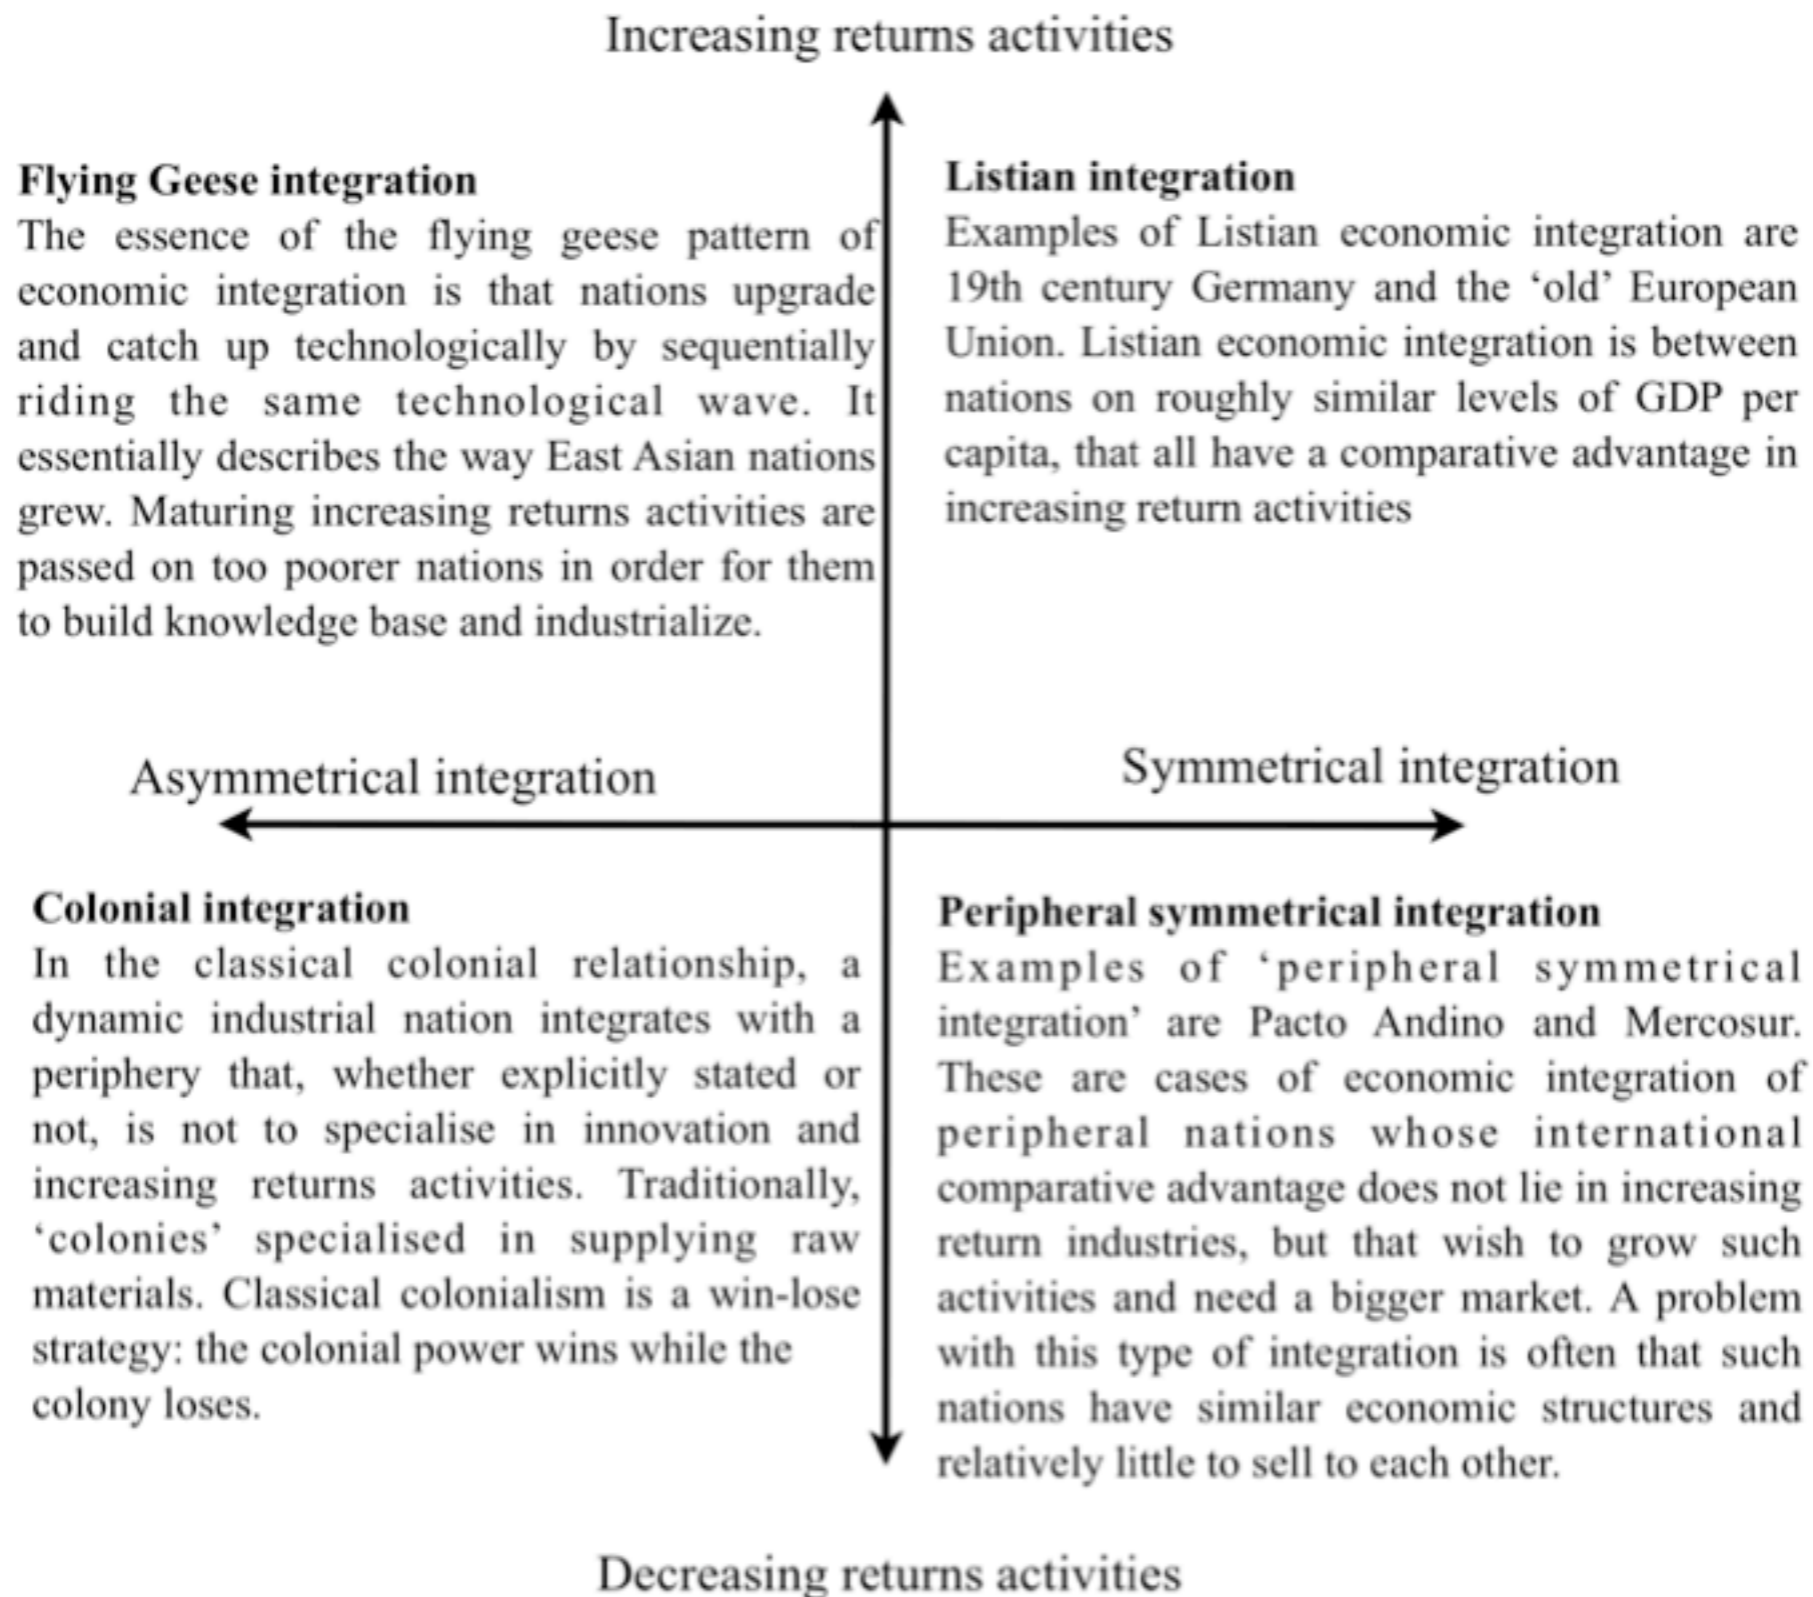 Increasing returns activities
Flying Geese integration
The essence of the flying geese pattern of
economic integration is that nations upgrade
and catch up technologically by sequentially
riding the same technological wave. It
essentially describes the way East Asian nations
grew. Maturing increasing returns activities are
passed on too poorer nations in order for them
to build knowledge base and industrialize.
Listian integration
Examples of Listian economic integration are
19th century Germany and the ‘old’ European
Union. Listian economic integration is between
nations on roughly similar levels of GDP per
capita, that all have a comparative advantage in
increasing return activities
Asymmetrical integration
Symmetrical integration
Colonial integration
In the classical colonial relationship, a
dynamic industrial nation integrates with a
periphery that, whether explicitly stated or
not, is not to specialise in innovation and
increasing returns activities. Traditionally,
‘colonies’ specialised in supplying raw
materials. Classical colonialism is a win-lose
strategy: the colonial power wins while the
colony loses.
Peripheral symmetrical integration
Examples of ‘peripheral symmetrical
integration’ are Pacto Andino and Mercosur.
These are cases of economic integration of
peripheral nations whose international
comparative advantage does not lie in increasing
return industries, but that wish to grow such
activities and need a bigger market. A problem
with this type of integration is often that such
nations have similar economic structures and
relatively little to sell to each other.
Decreasing returns activities